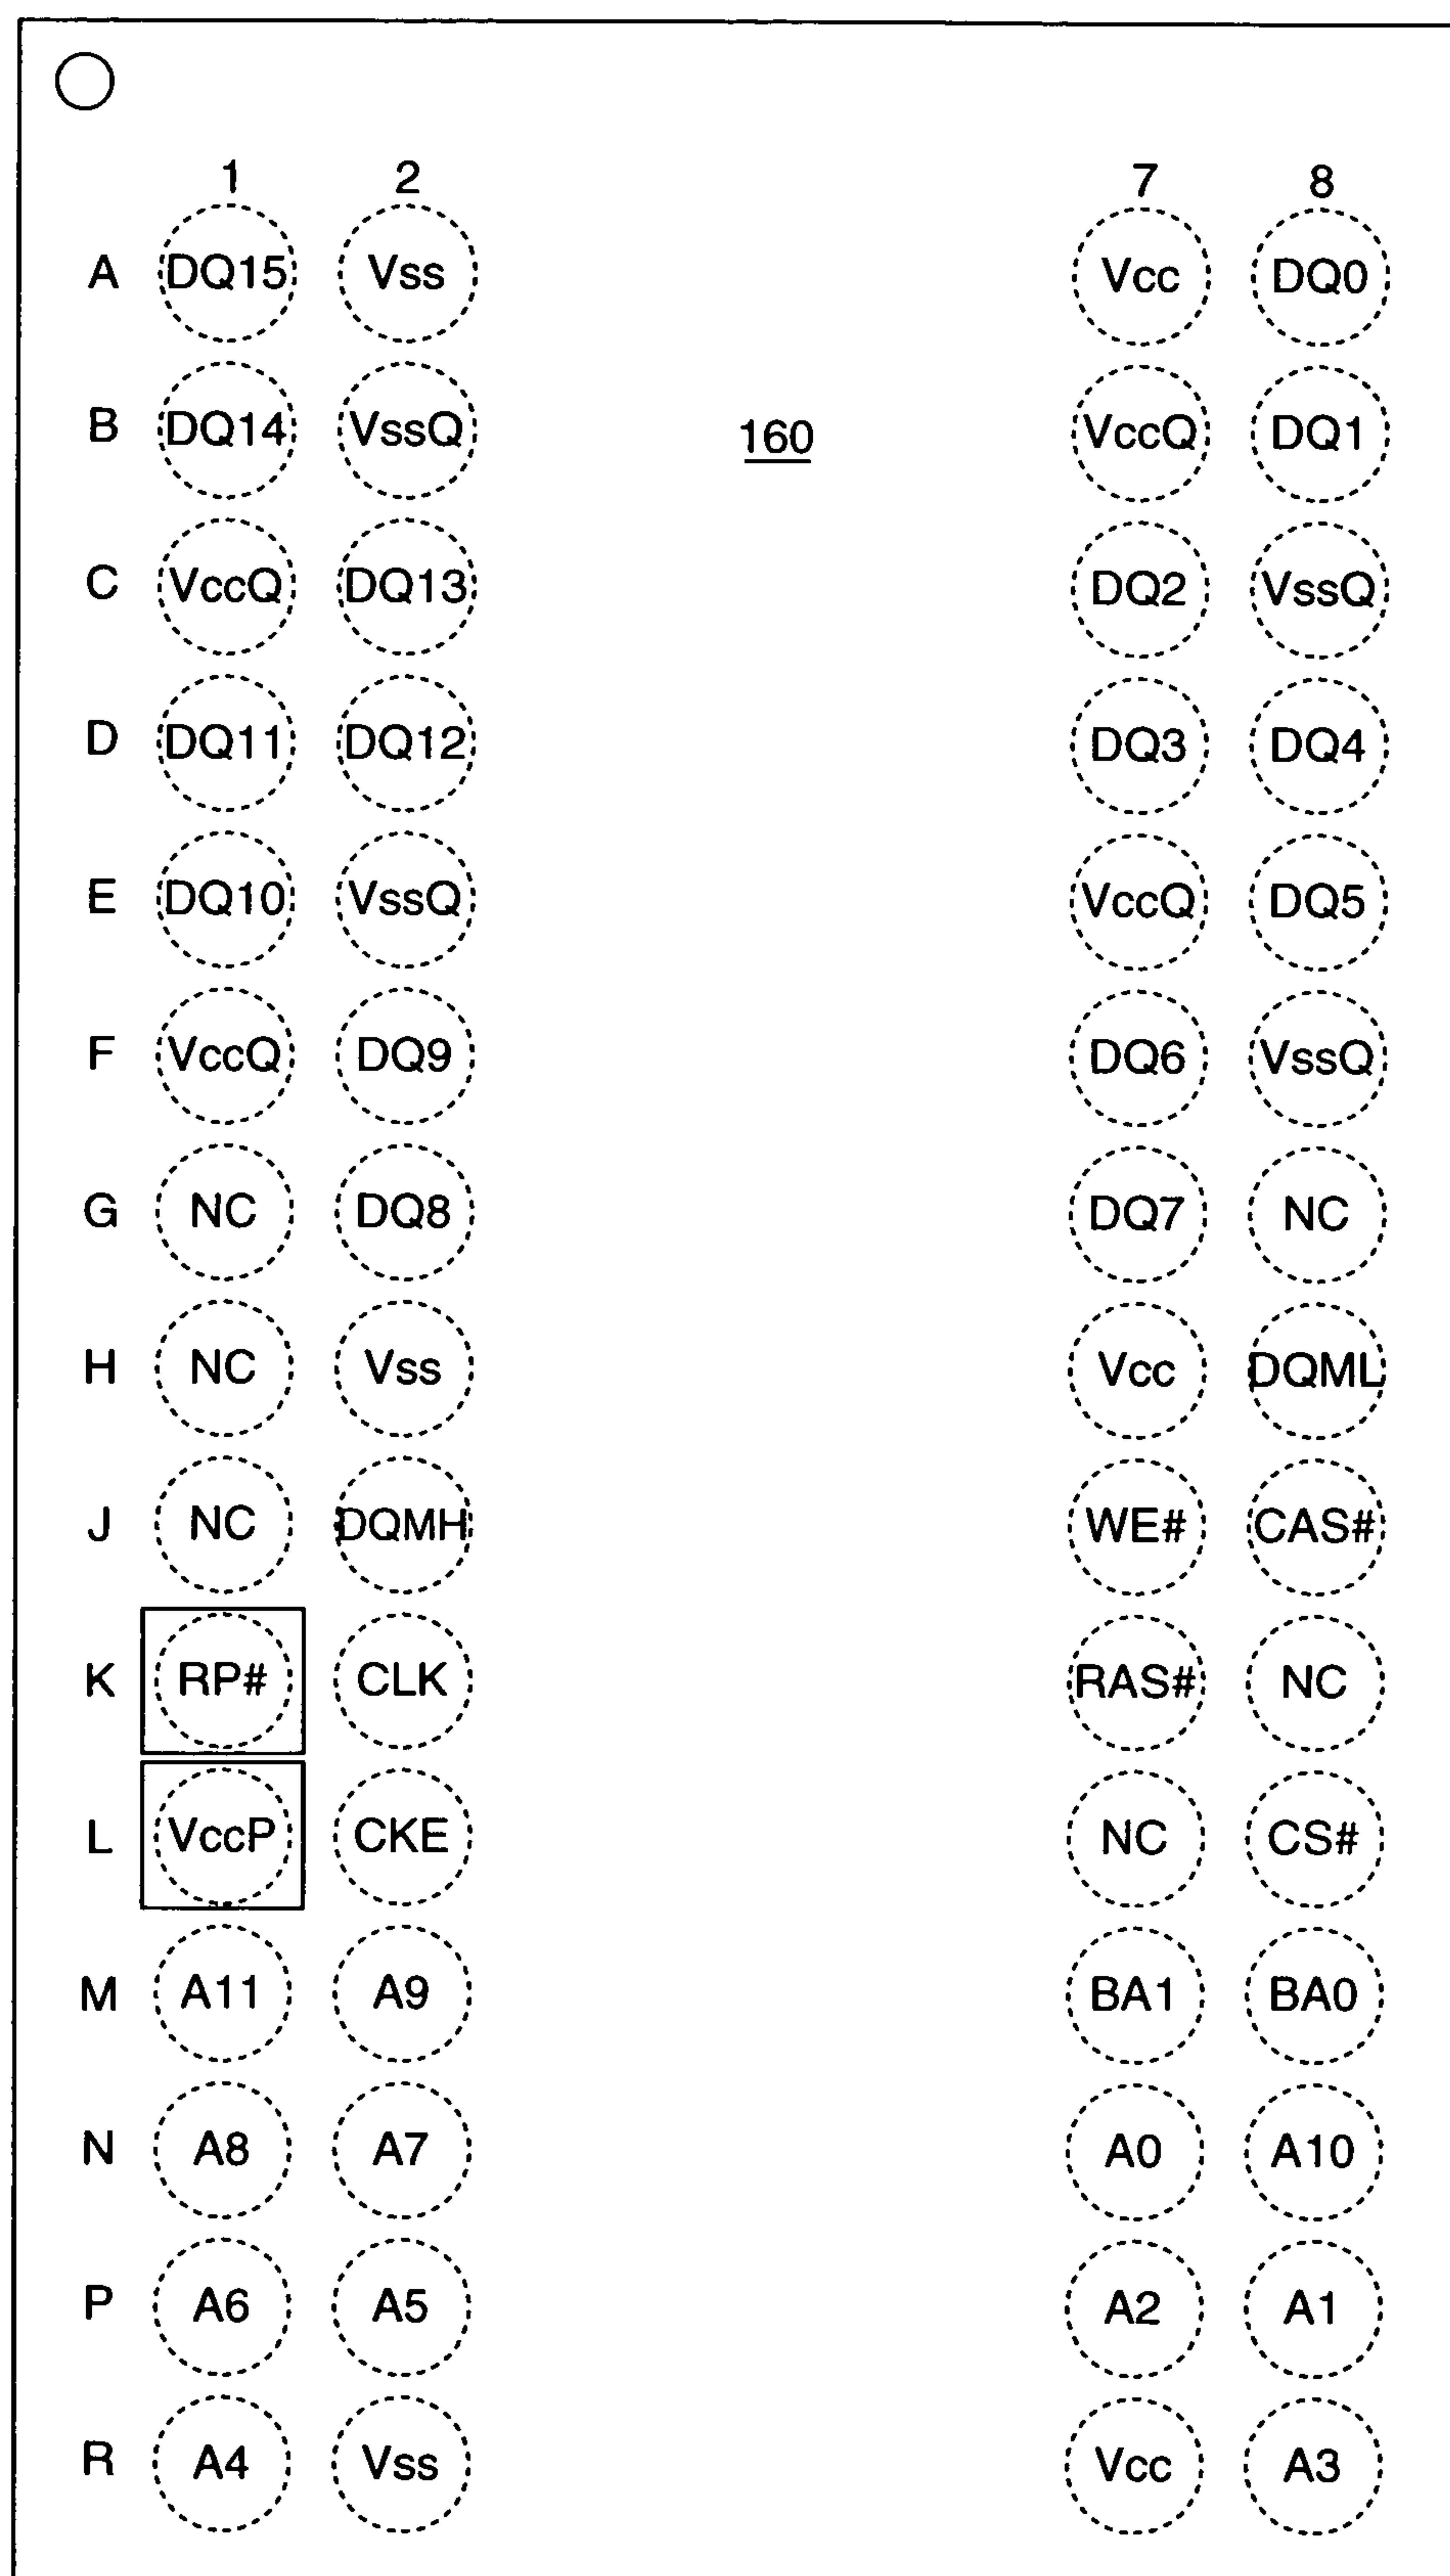 1 2 7 8
A DQ15 Vss Vcc DQ0
B DQ14 VssQ 160 VccQ DQ1
C VccQ DQ13 DQ2 VssQ
D DQ11 DQ12 DQ3 DQ4
E DQ10 VssQ VccQ DQ5
F VccQ DQ9 DQ6 VssQ
G NC DQ8 DQ7 NC
H NC Vss Vcc DQML
J NC DQMH WE# CAS#
K RP# CLK RAS# NC
L VccP CKE NC CS#
M A11 A9 BA1 BA0
N A8 A7 A0 A10
P A6 A5 A2 A1
R A4 Vss Vcc A3